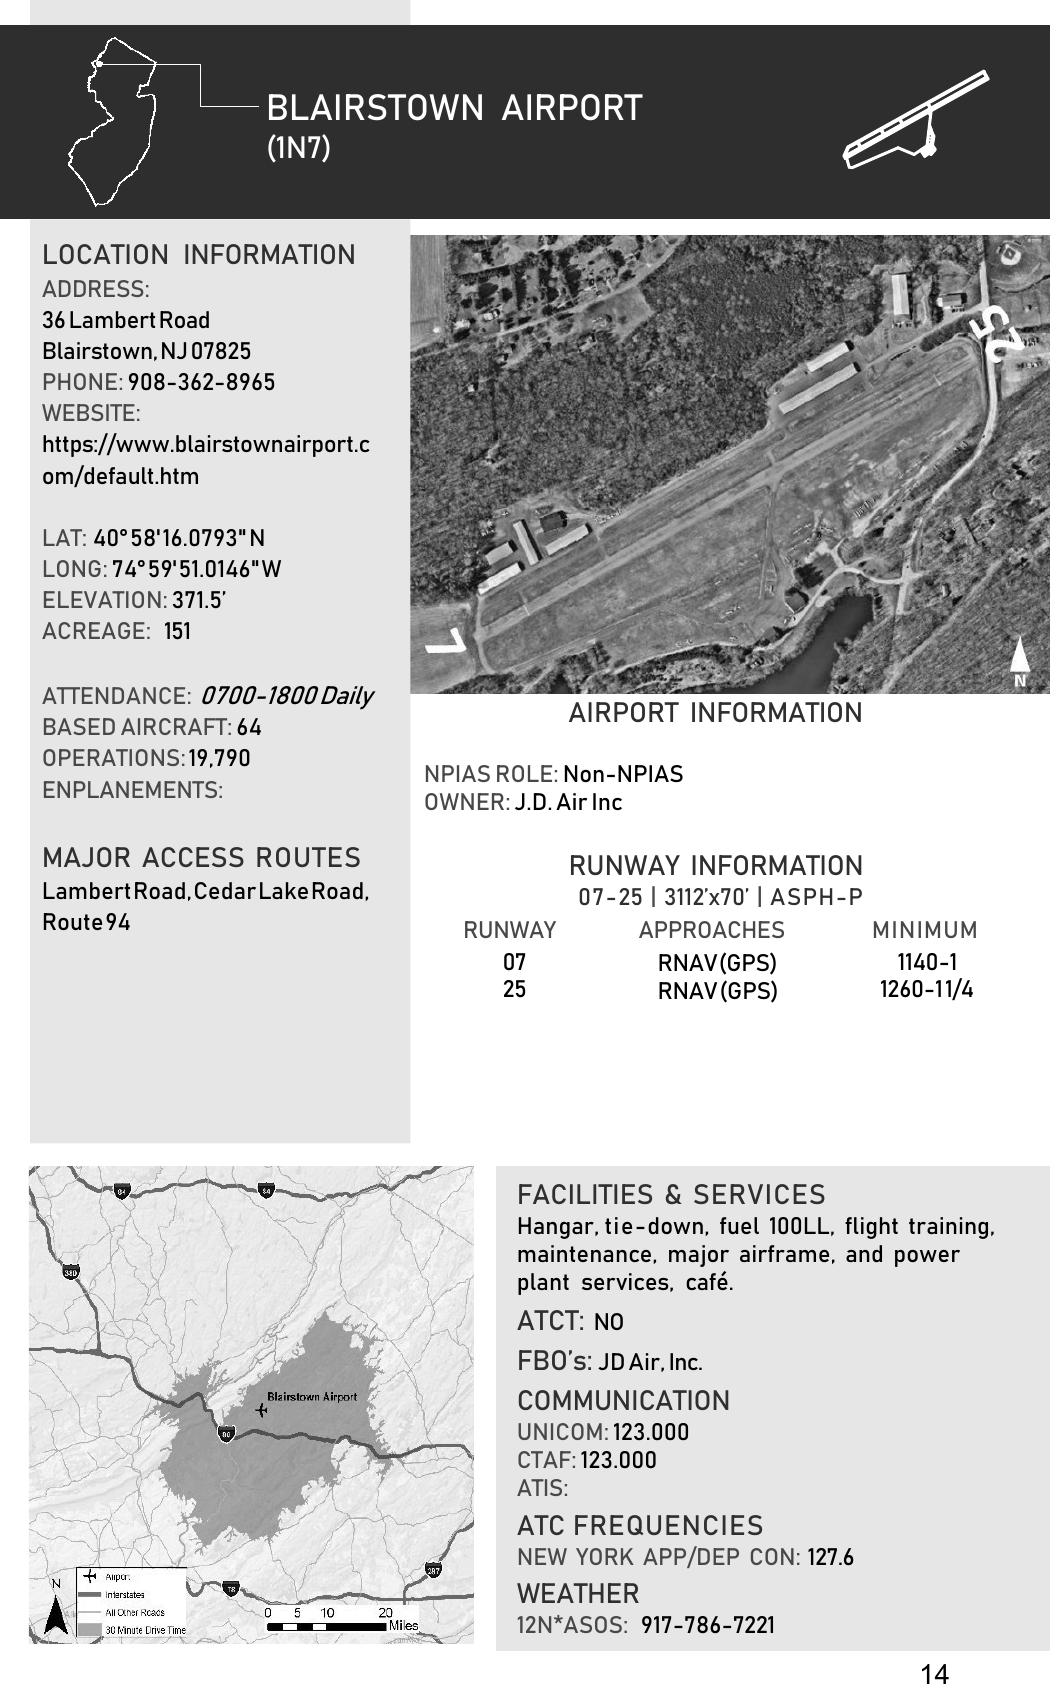 BLAIRSTOWN AIRPORT
(1N7)
LOCATION INFORMATION
ADDRESS:
36 Lambert Road
Blairstown, NJ 07825
PHONE: 908-362-8965
WEBSITE:
https://www.blairstownairport.c
om/default.htm
LAT: 40°58'16.0793" N
LONG: 74°59'51.0146" W
ELEVATION: 371.5’
ACREAGE: 151
ATTENDANCE: 0700-1800 Daily
BASED AIRCRAFT: 64
OPERATIONS: 19,790
ENPLANEMENTS:
MAJOR ACCESS ROUTES
Lambert Road, Cedar Lake Road,
Route 94
25
7
N
AIRPORT INFORMATION
NPIAS ROLE: Non-NPIAS
OWNER: J.D. Air Inc
RUNWAY INFORMATION
07-25 | 3112’x70’ | ASPH-P
RUNWAY APPROACHES MINIMUM
07 RNAV (GPS) 1140-1
25 RNAV (GPS) 1260-11/4
84
84
380
Blairstown Airport
80
287
78
N
Airport
Interstates
All Other Roads
30 Minute Drive Time
0 5 10 20
Miles
FACILITIES & SERVICES
Hangar, tie-down, fuel 100LL, flight training,
maintenance, major airframe, and power
plant services, café.
ATCT: NO
FBO’s: JD Air, Inc.
COMMUNICATION
UNICOM: 123.000
CTAF: 123.000
ATIS:
ATC FREQUENCIES
NEW YORK APP/DEP CON: 127.6
WEATHER
12N*ASOS: 917-786-7221
14